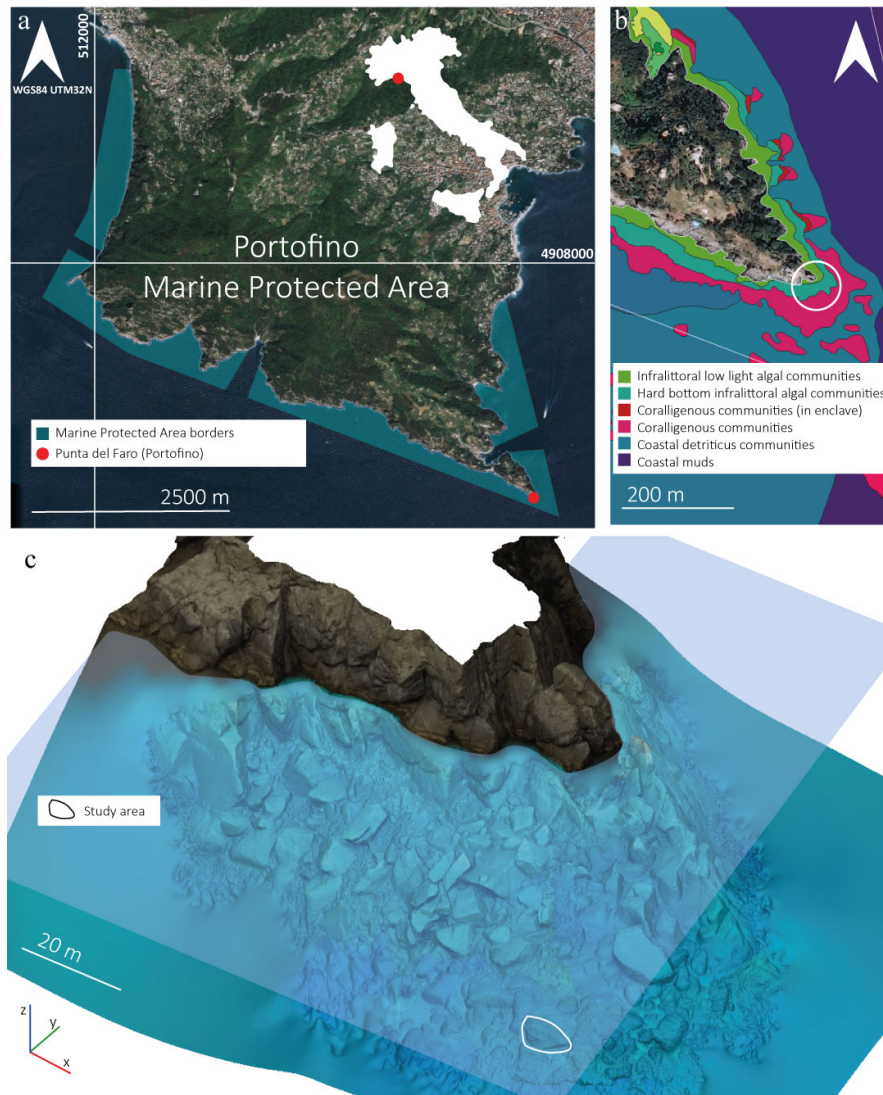 a
512000
WGS84 UTM32N
4908000
Portofino
Marine Protected Area
Marine Protected Area borders
Punta del Faro (Portofino)
2500 m
b
Infralittoral low light algal communities
Hard bottom infralittoral algal communities
Coralligenous communities (in enclave)
Coralligenous communities
Coastal detriticus communities
Coastal muds
200 m
c
Study area
20 m
z
y
x